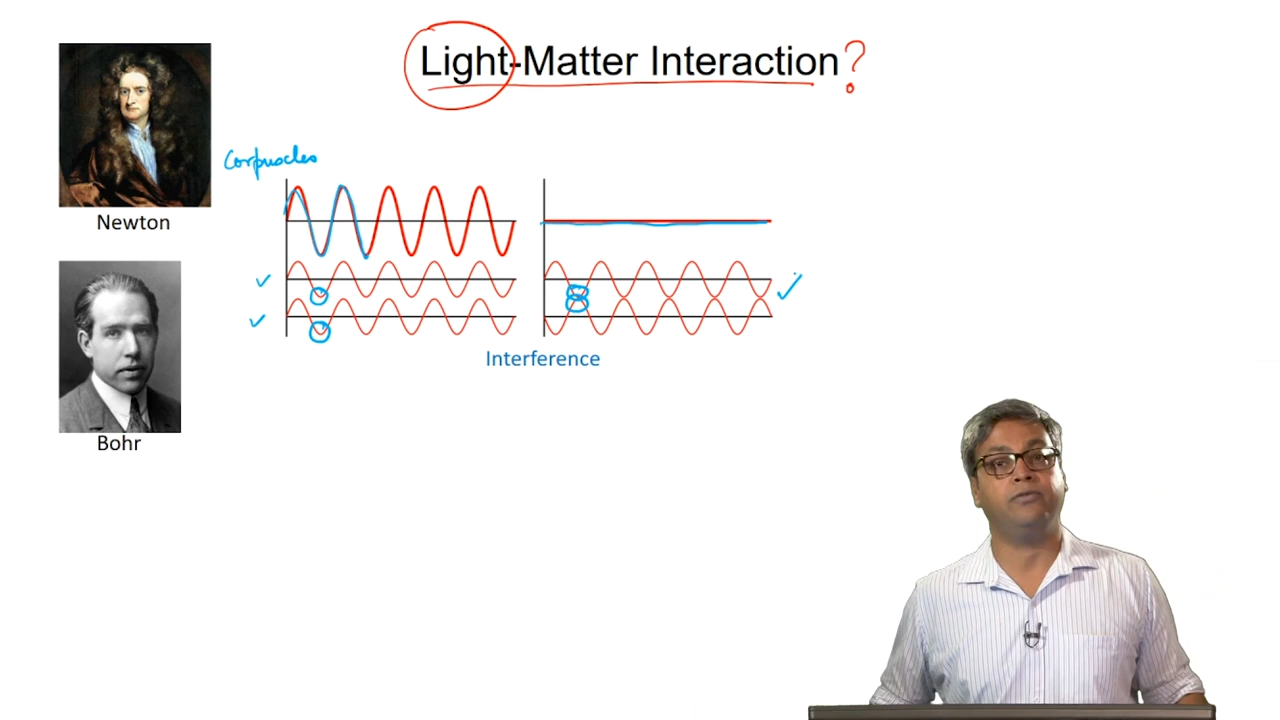 Light-Matter Interaction?
Corpuscles
Newton
Interference
Bohr